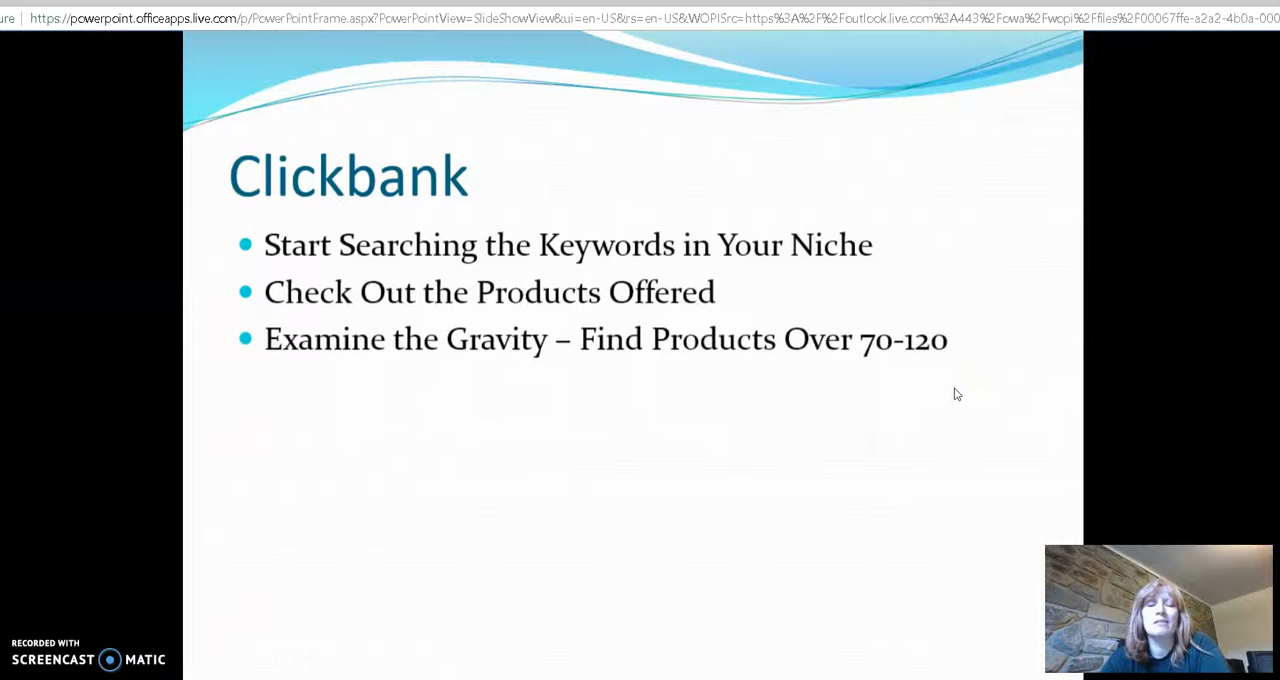 ure https://powerpoint.officeapps.live.com/p/PowerPointFrame.aspx?PowerPointView=SlideShowView&ui=en-US&rs=en-US&WOPISrc=https%3A%2F%2Foutlook.live.com%3A443%2Fowa%2Fwopi%2Ffiles%2F00067ffe-a2a2-4b0a-000
Clickbank
• Start Searching the Keywords in Your Niche
• Check Out the Products Offered
• Examine the Gravity – Find Products Over 70-120
RECORDED WITH
SCREENCAST MATIC